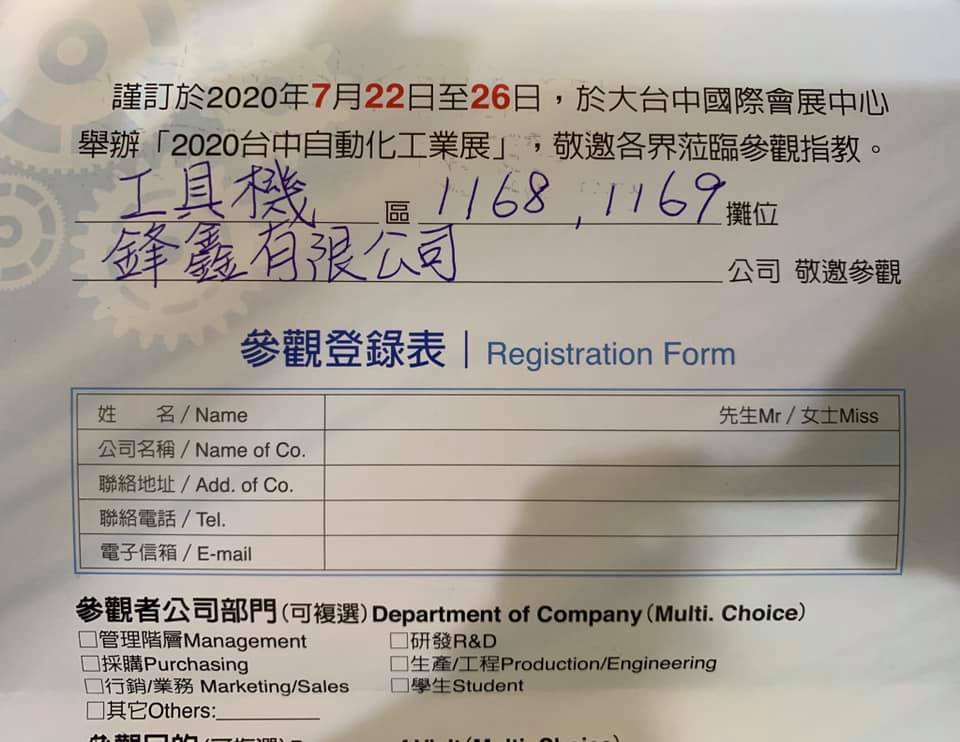 謹訂於2020年7月22日至26日，於大台中國際會展中心
舉辦「2020台中自動化工業展」，敬邀各界蒞臨參觀指教。
工具機 區 1168 , 1169 攤位
鋒鑫有限公司 公司 敬邀參觀
參觀登錄表 | Registration Form
姓 名 / Name 先生Mr / 女士Miss
公司名稱 / Name of Co.
聯絡地址 / Add. of Co.
聯絡電話 / Tel.
電子信箱 / E-mail
參觀者公司部門(可複選) Department of Company (Multi. Choice)
□管理階層Management □研發R&D
□採購Purchasing □生產/工程Production/Engineering
□行銷/業務 Marketing/Sales □學生Student
□其它Others:________